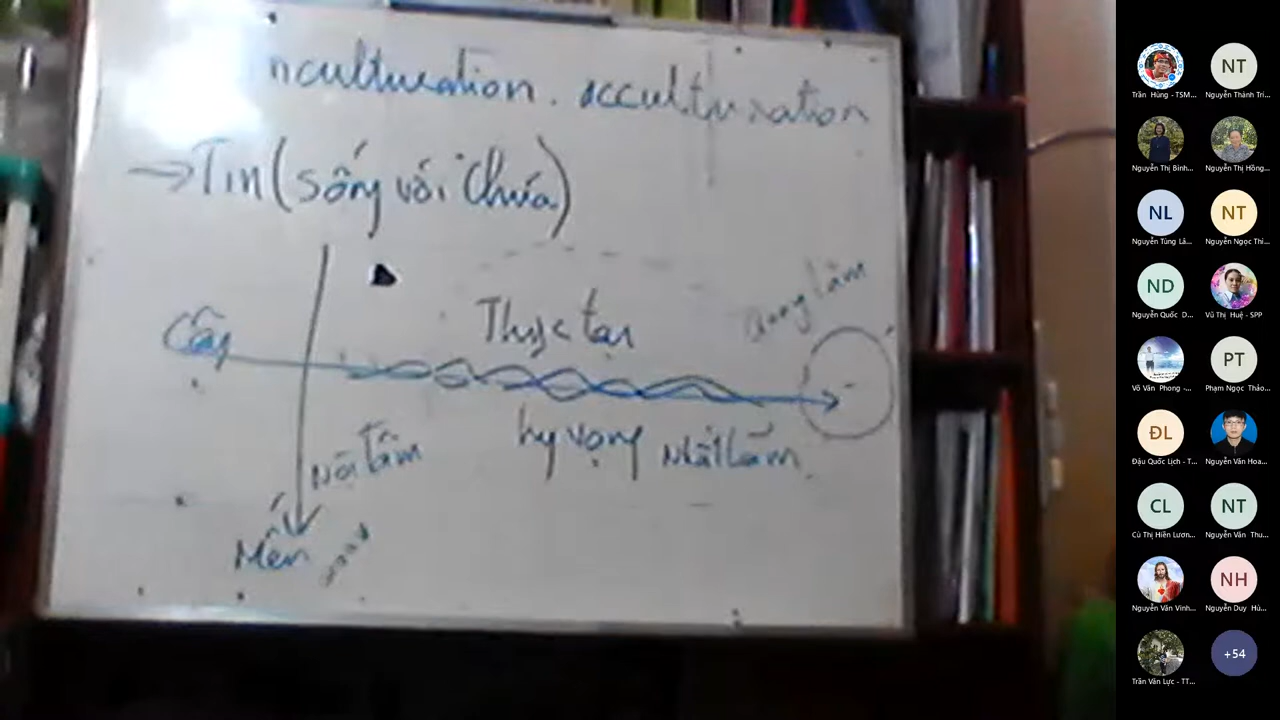 nculturation. acculturation
→ Tin (sống với Chúa)
Quang lâm
Thực tại
Cậy
hy vọng
Nội tâm
Mến
Trần Hùng - TSM...
NT
Nguyễn Thành Tri...
Nguyễn Thị Bình...
Nguyễn Thị Hồng...
NL
Nguyễn Tùng Lâ...
NT
Nguyễn Ngọc Thi...
ND
Nguyễn Quốc D...
Vũ Thị Huệ - SPP
Võ Văn Phong -...
PT
Phạm Ngọc Thảo...
ĐL
Đậu Quốc Lịch - T...
Nguyễn Văn Hoa...
CL
Cù Thị Hiền Lươn...
NT
Nguyễn Văn Thu...
Nguyễn Văn Vinh...
NH
Nguyễn Duy Hù...
Trần Văn Lực - TT...
+54